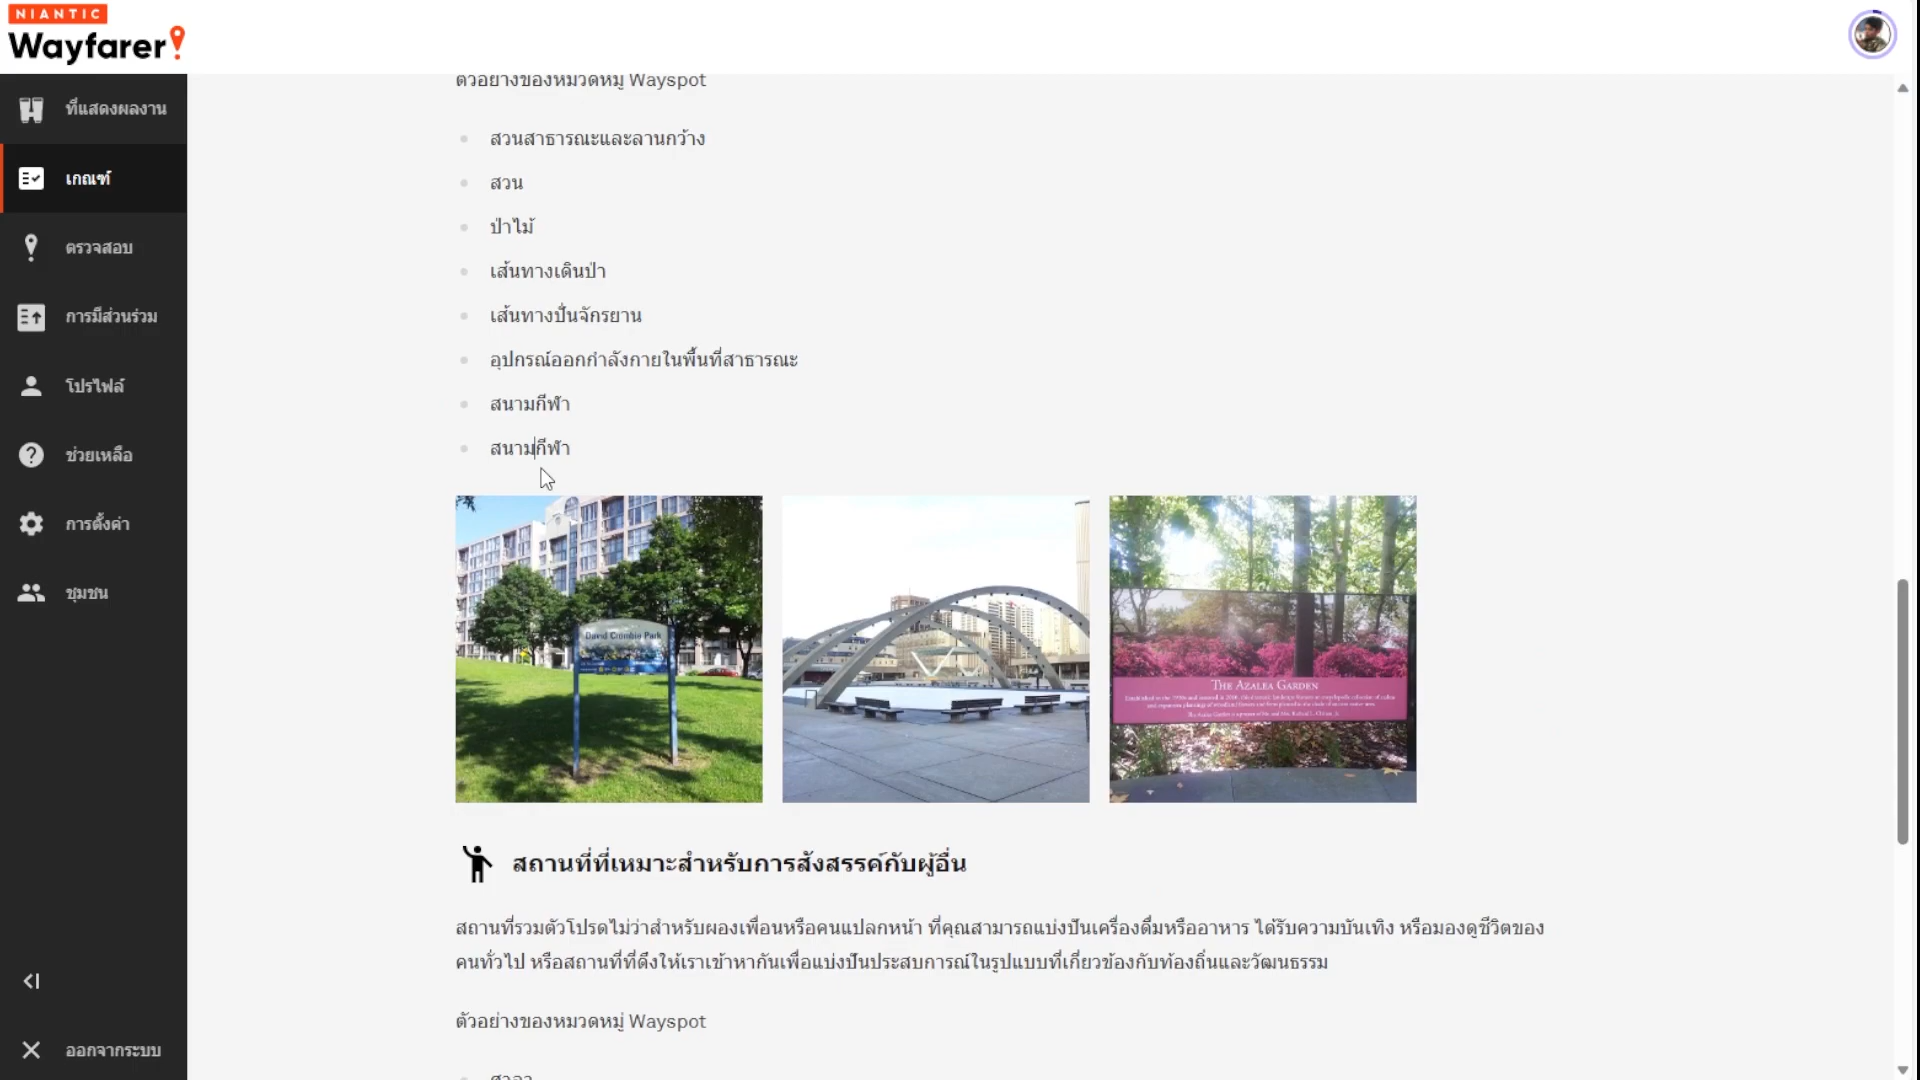 NIANTIC
Wayfarer
ที่แสดงผลงาน
เกณฑ์
ตรวจสอบ
การมีส่วนร่วม
โปรไฟล์
ช่วยเหลือ
การตั้งค่า
ชุมชน
ออกจากระบบ
ตัวอย่างของหมวดหมู่ Wayspot
สวนสาธารณะและลานกว้าง
สวน
ป่าไม้
เส้นทางเดินป่า
เส้นทางปั่นจักรยาน
อุปกรณ์ออกกำลังกายในพื้นที่สาธารณะ
สนามกีฬา
สนามกีฬา
David Crombie Park
THE AZALEA GARDEN
สถานที่ที่เหมาะสำหรับการสังสรรค์กับผู้อื่น
สถานที่รวมตัวโปรดไม่ว่าสำหรับผองเพื่อนหรือคนแปลกหน้า ที่คุณสามารถแบ่งปันเครื่องดื่มหรืออาหาร ได้รับความบันเทิง หรือมองดูชีวิตของ
คนทั่วไป หรือสถานที่ที่ดึงให้เราเข้าหากันเพื่อแบ่งปันประสบการณ์ในรูปแบบที่เกี่ยวข้องกับท้องถิ่นและวัฒนธรรม
ตัวอย่างของหมวดหมู่ Wayspot